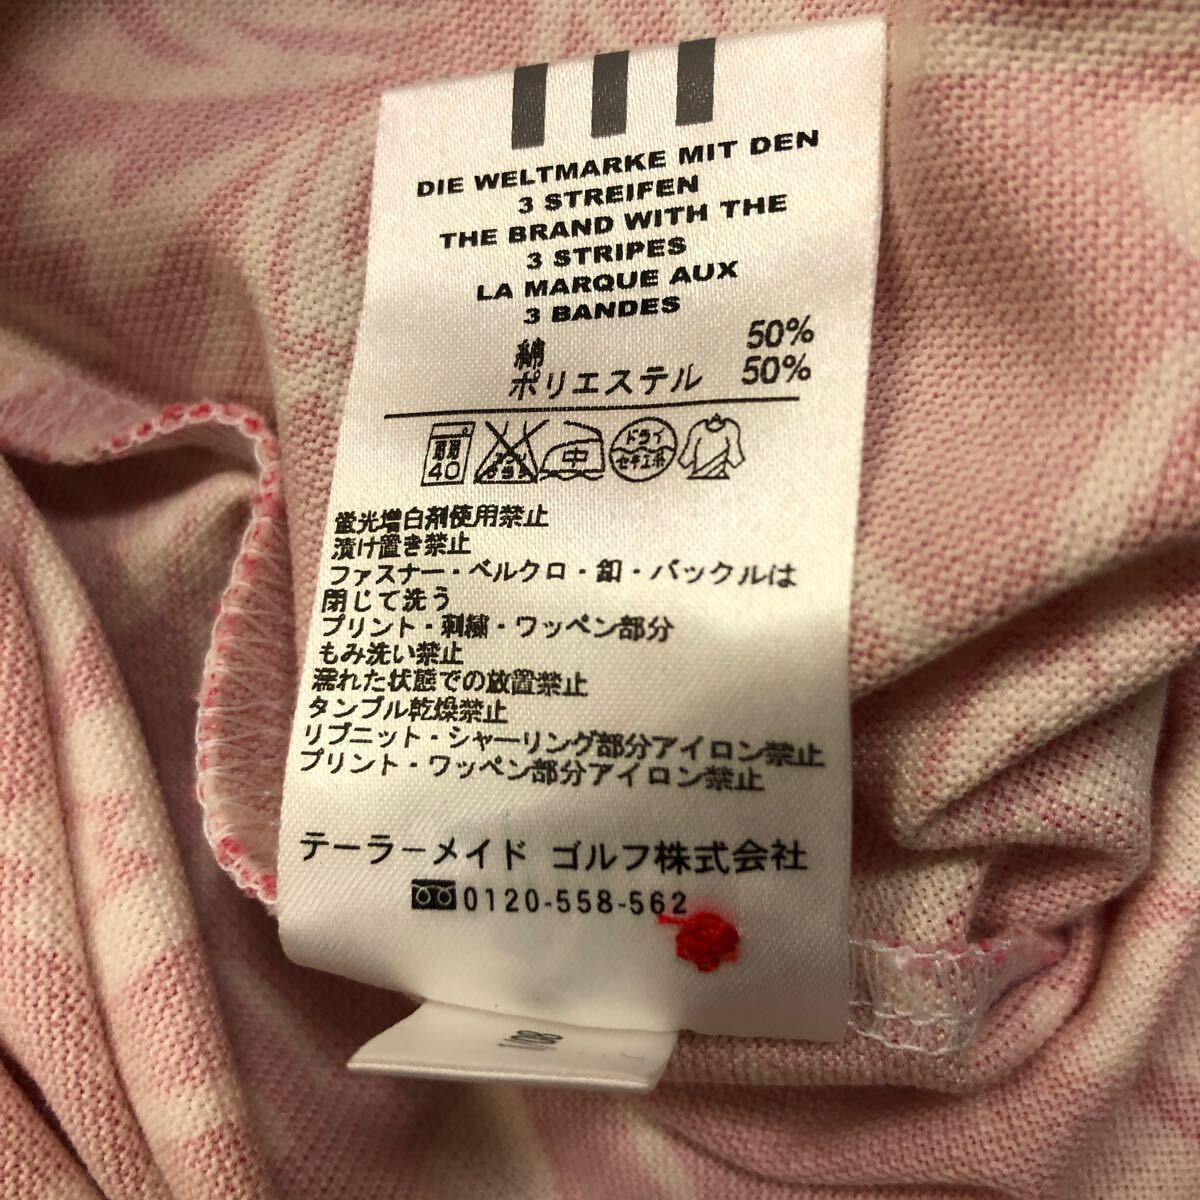 DIE WELTMARKE MIT DEN
3 STREIFEN
THE BRAND WITH THE
3 STRIPES
LA MARQUE AUX
3 BANDES
綿 50%
ポリエステル 50%
40 中 ドライ セキユ系
蛍光増白剤使用禁止
漬け置き禁止
ファスナー・ベルクロ・釦・バックルは
閉じて洗う
プリント・刺繍・ワッペン部分
もみ洗い禁止
濡れた状態での放置禁止
タンブル乾燥禁止
リブニット・シャーリング部分アイロン禁止
プリント・ワッペン部分アイロン禁止
テーラーメイド ゴルフ株式会社
0120-558-562